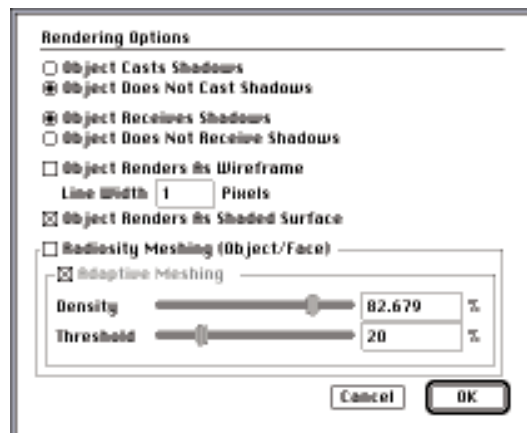 Rendering Options
Object Casts Shadows
Object Does Not Cast Shadows
Object Receives Shadows
Object Does Not Receive Shadows
Object Renders As Wireframe
Line Width 1 Pixels
Object Renders As Shaded Surface
Radiosity Meshing (Object/Face)
Adaptive Meshing
Density 82.679 %
Threshold 20 %
Cancel OK